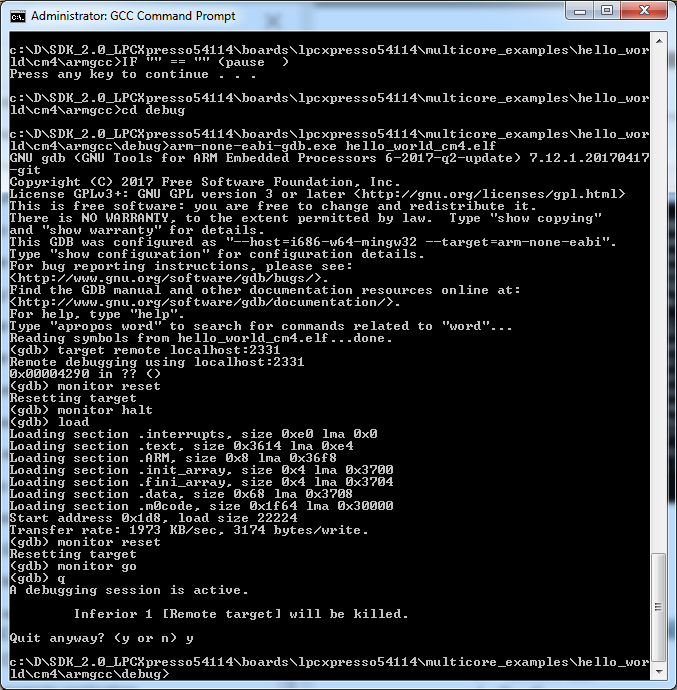 Administrator: GCC Command Prompt
c:\D\SDK_2.0_LPCXpresso54114\boards\lpcxpresso54114\multicore_examples\hello_wor
ld\cm4\armgcc>IF "" == "" (pause  )
Press any key to continue . . .
c:\D\SDK_2.0_LPCXpresso54114\boards\lpcxpresso54114\multicore_examples\hello_wor
ld\cm4\armgcc>cd debug
c:\D\SDK_2.0_LPCXpresso54114\boards\lpcxpresso54114\multicore_examples\hello_wor
ld\cm4\armgcc\debug>arm-none-eabi-gdb.exe hello_world_cm4.elf
GNU gdb (GNU Tools for ARM Embedded Processors 6-2017-q2-update) 7.12.1.20170417
-git
Copyright (C) 2017 Free Software Foundation, Inc.
License GPLv3+: GNU GPL version 3 or later <http://gnu.org/licenses/gpl.html>
This is free software: you are free to change and redistribute it.
There is NO WARRANTY, to the extent permitted by law.  Type "show copying"
and "show warranty" for details.
This GDB was configured as "--host=i686-w64-mingw32 --target=arm-none-eabi".
Type "show configuration" for configuration details.
For bug reporting instructions, please see:
<http://www.gnu.org/software/gdb/bugs/>.
Find the GDB manual and other documentation resources online at:
<http://www.gnu.org/software/gdb/documentation/>.
For help, type "help".
Type "apropos word" to search for commands related to "word"...
Reading symbols from hello_world_cm4.elf...done.
(gdb) target remote localhost:2331
Remote debugging using localhost:2331
0x00004290 in ?? ()
(gdb) monitor reset
Resetting target
(gdb) monitor halt
(gdb) load
Loading section .interrupts, size 0xe0 lma 0x0
Loading section .text, size 0x3614 lma 0xe4
Loading section .ARM, size 0x8 lma 0x36f8
Loading section .init_array, size 0x4 lma 0x3700
Loading section .fini_array, size 0x4 lma 0x3704
Loading section .data, size 0x68 lma 0x3708
Loading section .m0code, size 0x1f64 lma 0x30000
Start address 0x1d8, load size 22224
Transfer rate: 1973 KB/sec, 3174 bytes/write.
(gdb) monitor reset
Resetting target
(gdb) monitor go
(gdb) q
A debugging session is active.
Inferior 1 [Remote target] will be killed.
Quit anyway? (y or n) y
c:\D\SDK_2.0_LPCXpresso54114\boards\lpcxpresso54114\multicore_examples\hello_wor
ld\cm4\armgcc\debug>